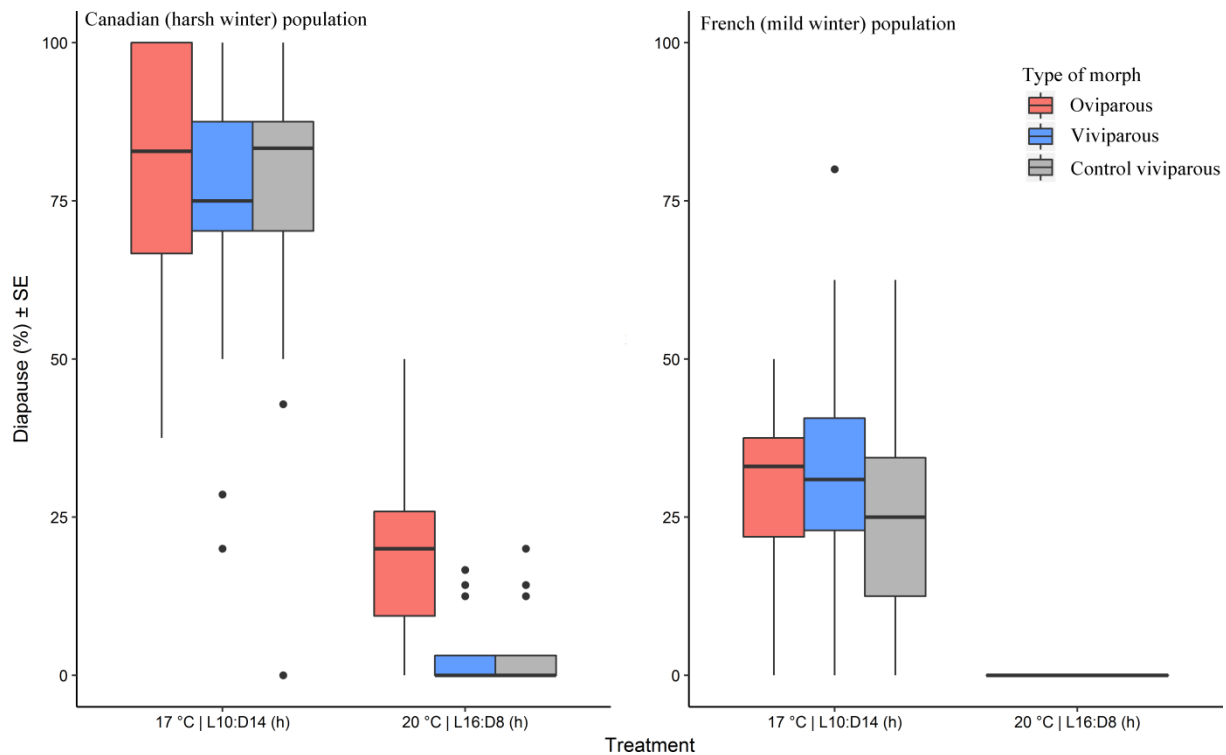 Canadian (harsh winter) population
French (mild winter) population
Type of morph
Oviparous
Viviparous
Control viviparous
Diapause (%) ± SE
100
75
50
25
0
100
75
50
25
0
17 °C | L10:D14 (h)
20 °C | L16:D8 (h)
17 °C | L10:D14 (h)
20 °C | L16:D8 (h)
Treatment